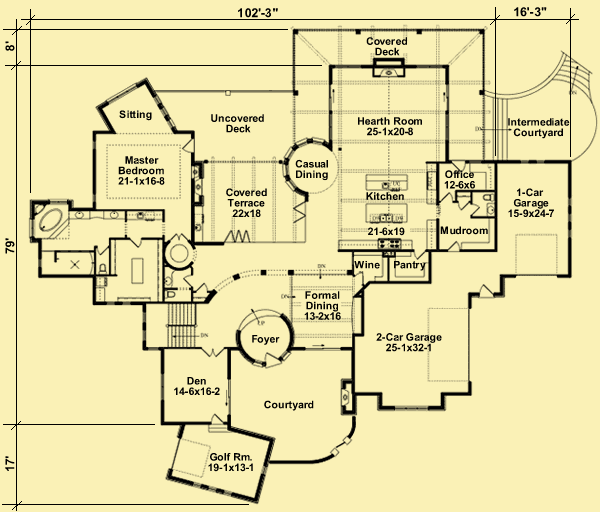 102'-3"
16'-3"
8'
79'
17'
Covered
Deck
Sitting
Uncovered
Deck
Hearth Room
25-1x20-8
Intermediate
Courtyard
DN
DN
Master
Bedroom
21-1x16-8
Casual
Dining
Covered
Terrace
22x18
Office
12-6x6
Kitchen
21-6x19
Mudroom
1-Car
Garage
15-9x24-7
Wine
Pantry
DN
DN
Formal
Dining
13-2x16
UP
DN
Foyer
2-Car Garage
25-1x32-1
Den
14-6x16-2
Courtyard
Golf Rm.
19-1x13-1